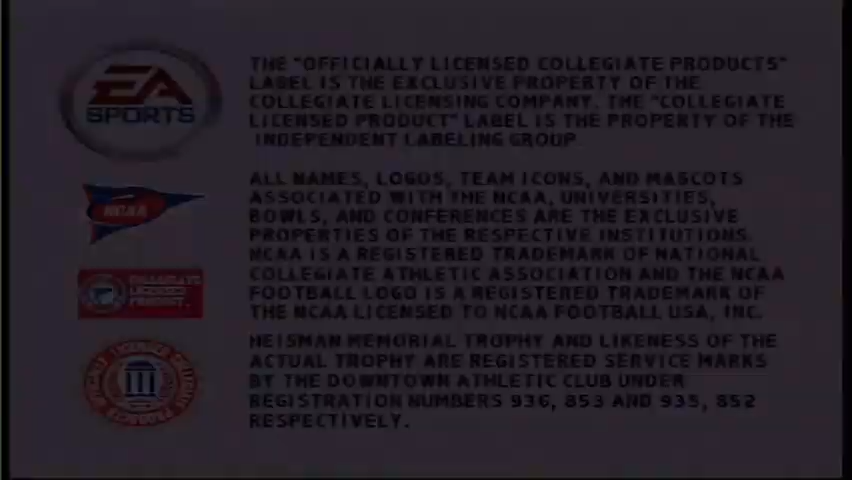 EA
SPORTS
THE "OFFICIALLY LICENSED COLLEGIATE PRODUCTS"
LABEL IS THE EXCLUSIVE PROPERTY OF THE
COLLEGIATE LICENSING COMPANY. THE "COLLEGIATE
LICENSED PRODUCT" LABEL IS THE PROPERTY OF THE
INDEPENDENT LABELING GROUP
NCAA
ALL NAMES, LOGOS, TEAM ICONS, AND MASCOTS
ASSOCIATED WITH THE NCAA, UNIVERSITIES,
BOWLS, AND CONFERENCES ARE THE EXCLUSIVE
PROPERTIES OF THE RESPECTIVE INSTITUTIONS.
NCAA IS A REGISTERED TRADEMARK OF NATIONAL
COLLEGIATE ATHLETIC ASSOCIATION AND THE NCAA
FOOTBALL LOGO IS A REGISTERED TRADEMARK OF
THE NCAA LICENSED TO NCAA FOOTBALL USA, INC.
COLLEGIATE
LICENSED
PRODUCT
HEISMAN MEMORIAL TROPHY AND LIKENESS OF THE
ACTUAL TROPHY ARE REGISTERED SERVICE MARKS
BY THE DOWNTOWN ATHLETIC CLUB UNDER
REGISTRATION NUMBERS 936, 853 AND 935, 852
RESPECTIVELY.